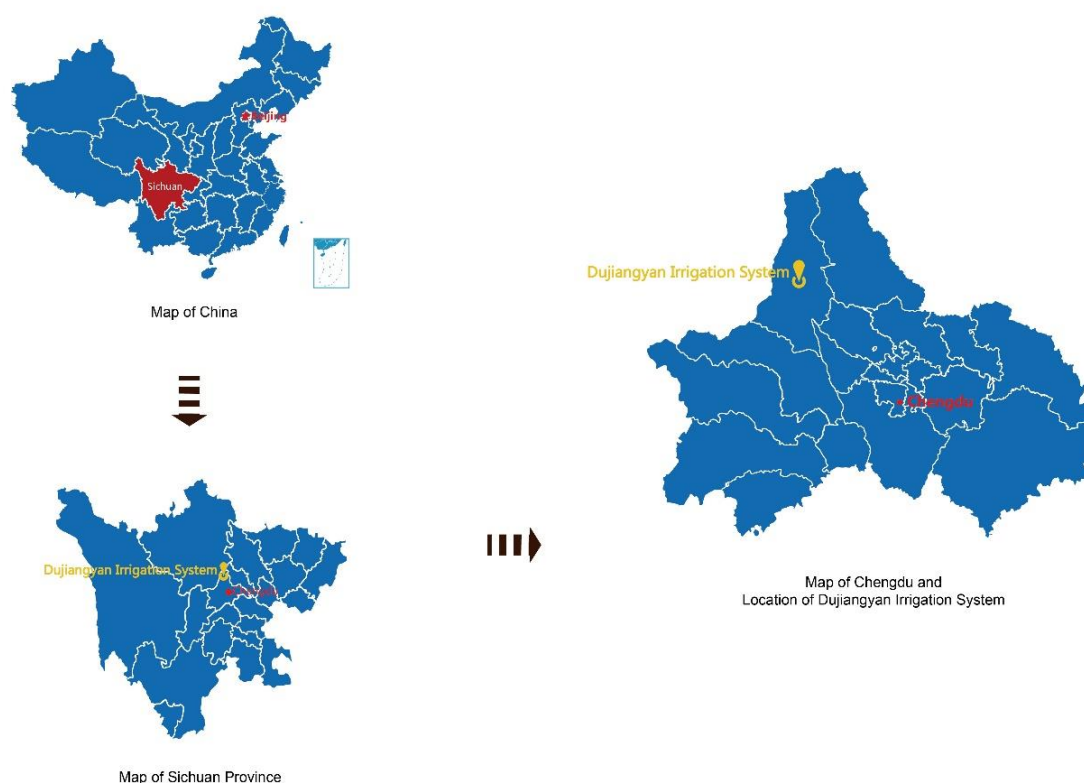 Beijing
Sichuan
Map of China
Dujiangyan Irrigation System
Chengdu
Map of Sichuan Province
Dujiangyan Irrigation System
Chengdu
Map of Chengdu and
Location of Dujiangyan Irrigation System